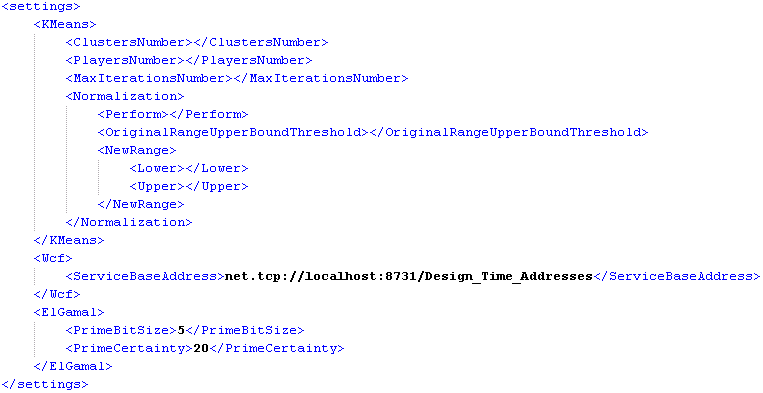 <settings>
<KMeans>
<ClustersNumber></ClustersNumber>
<PlayersNumber></PlayersNumber>
<MaxIterationsNumber></MaxIterationsNumber>
<Normalization>
<Perform></Perform>
<OriginalRangeUpperBoundThreshold></OriginalRangeUpperBoundThreshold>
<NewRange>
<Lower></Lower>
<Upper></Upper>
</NewRange>
</Normalization>
</KMeans>
<Wcf>
<ServiceBaseAddress>net.tcp://localhost:8731/Design_Time_Addresses</ServiceBaseAddress>
</Wcf>
<ElGamal>
<PrimeBitSize>5</PrimeBitSize>
<PrimeCertainty>20</PrimeCertainty>
</ElGamal>
</settings>